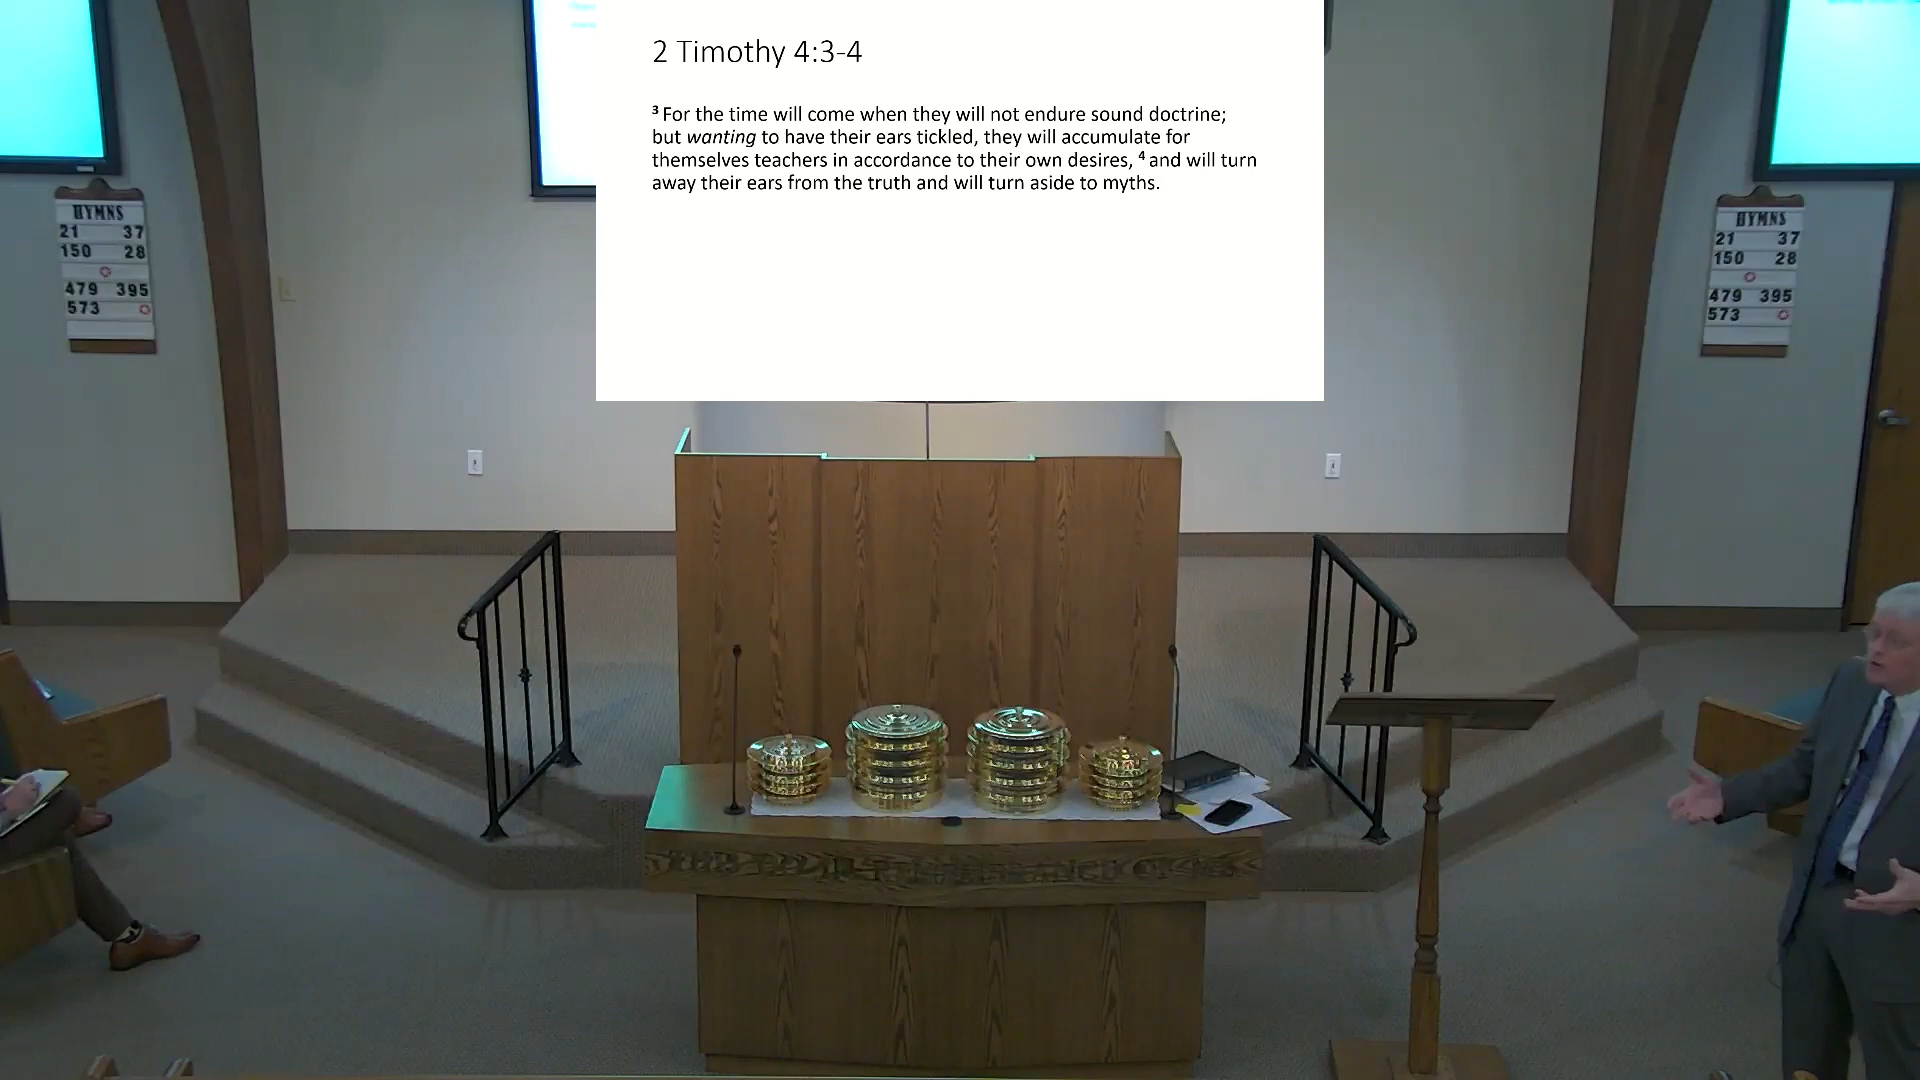 2 Timothy 4:3-4
3 For the time will come when they will not endure sound doctrine;
but wanting to have their ears tickled, they will accumulate for
themselves teachers in accordance to their own desires, 4 and will turn
away their ears from the truth and will turn aside to myths.
HYMNS
21 37
150 28
479 395
573
HYMNS
21 37
150 28
479 395
573